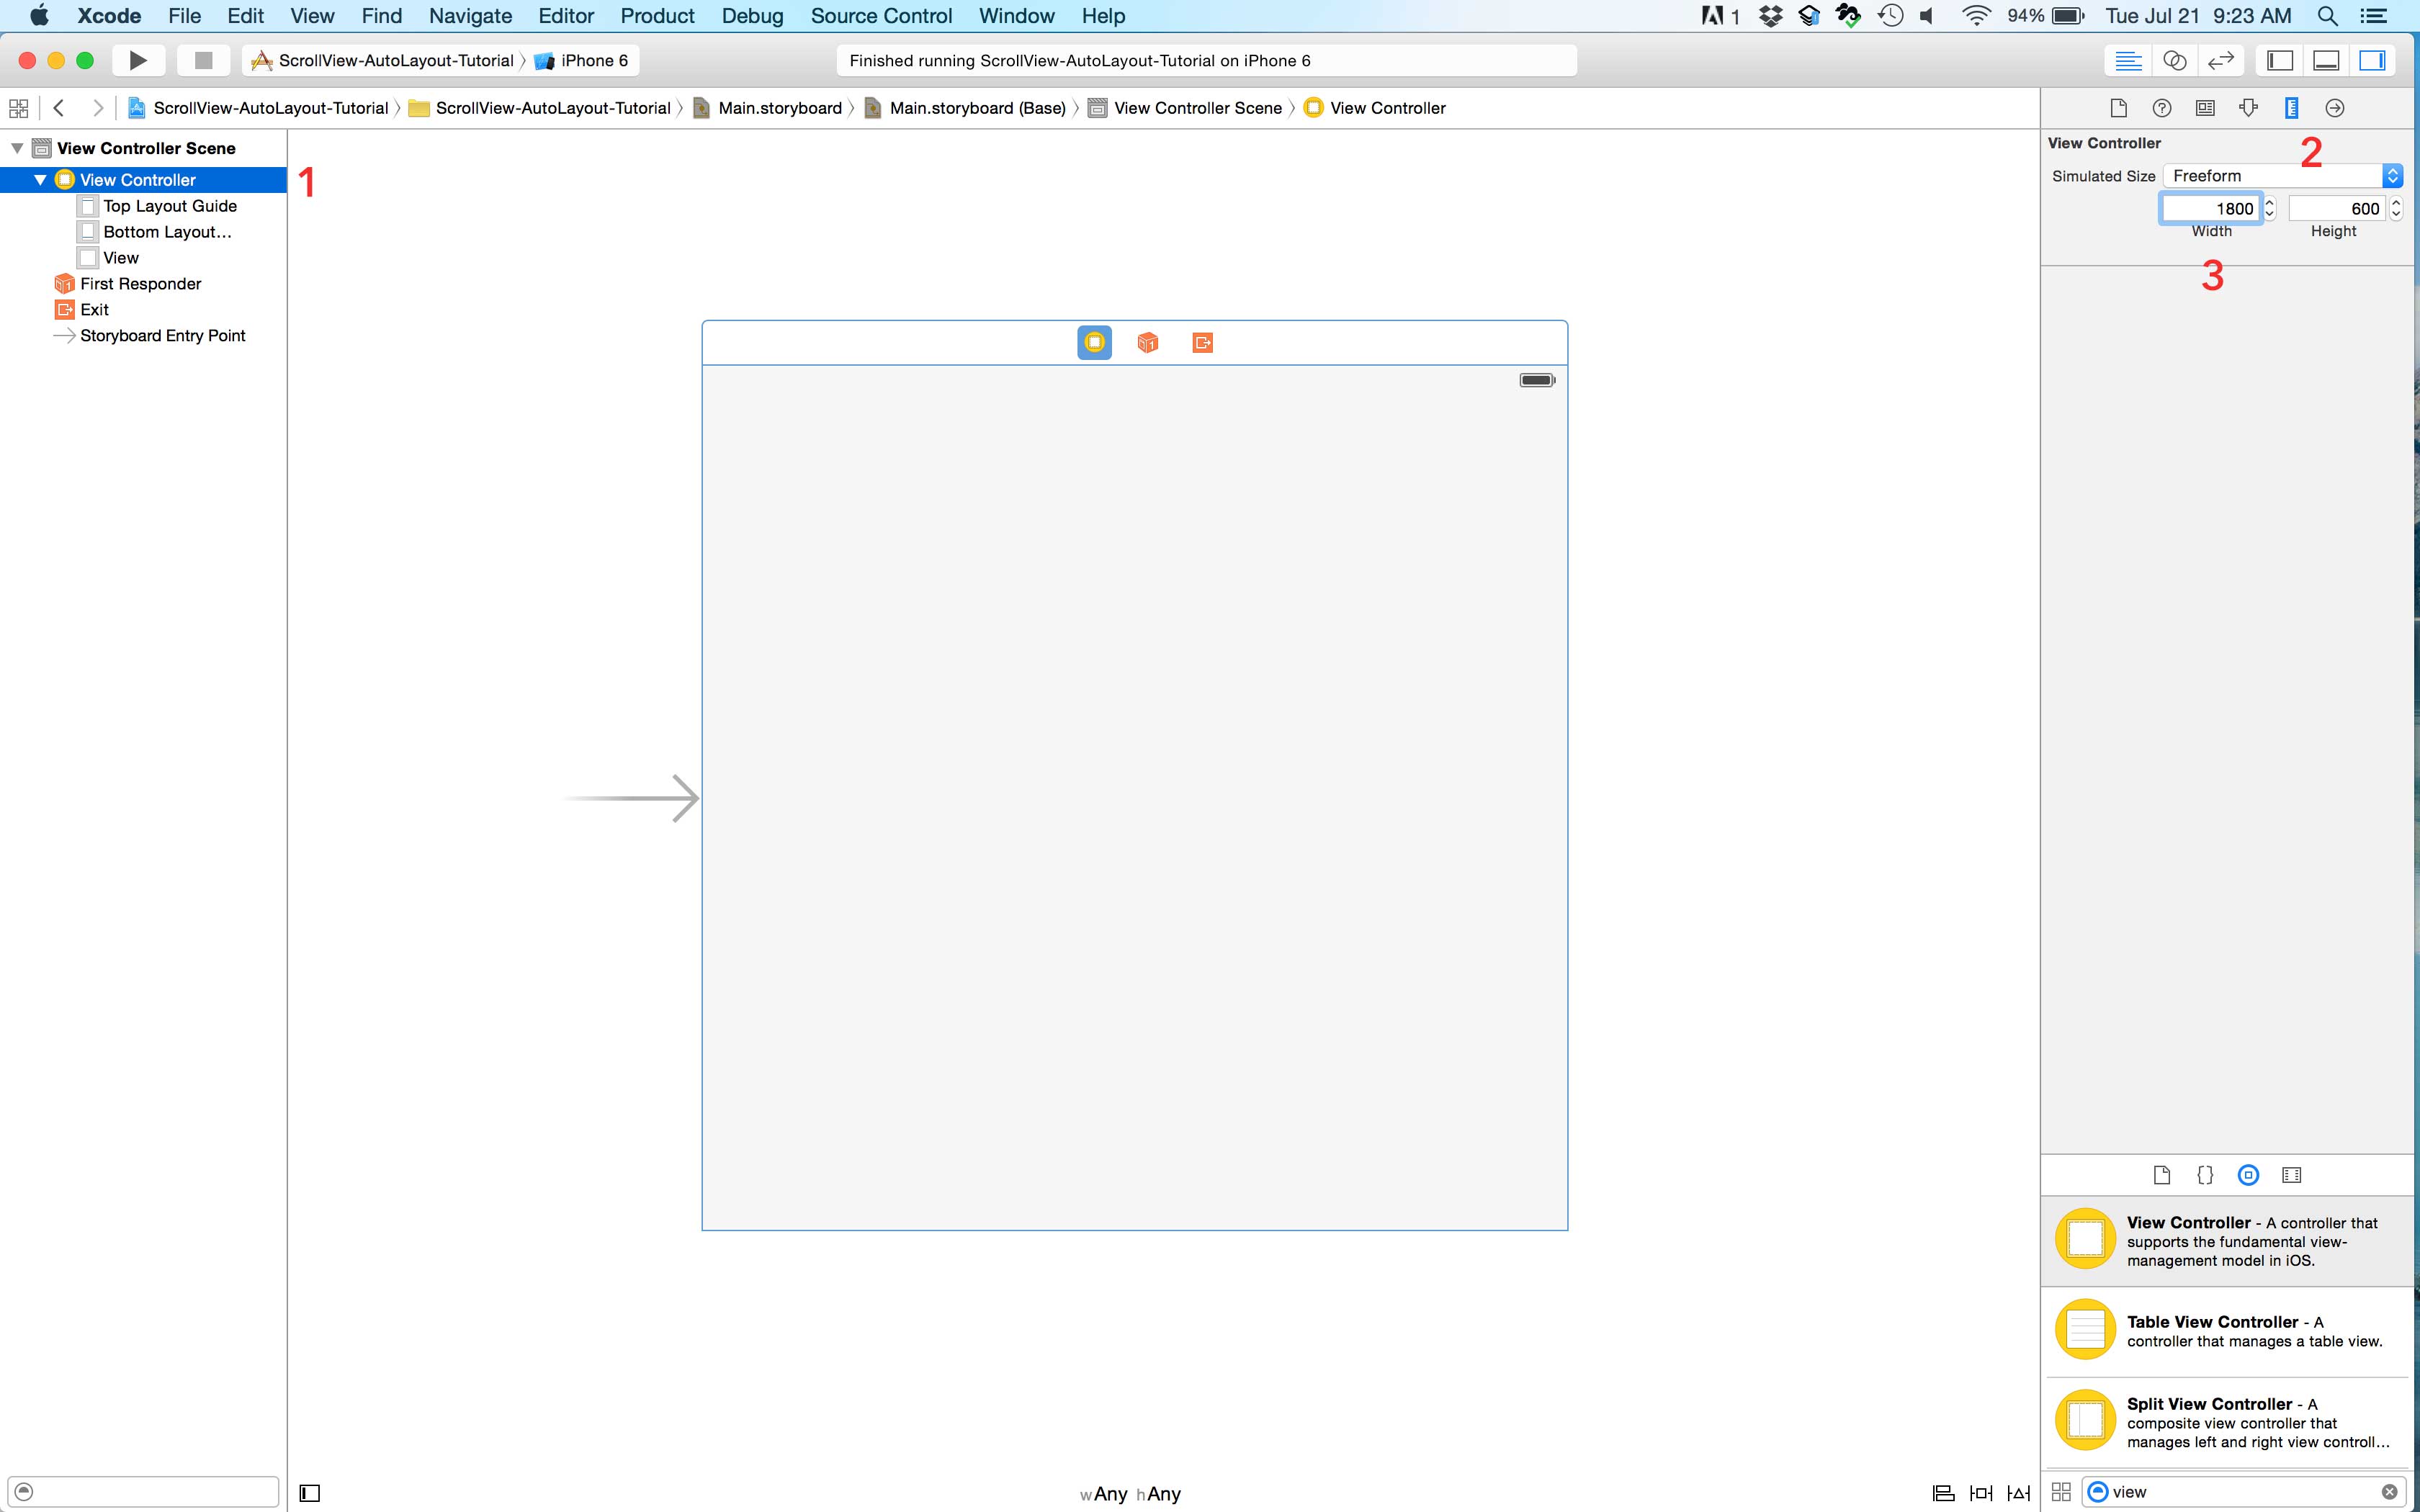 Xcode File Edit View Find Navigate Editor Product Debug Source Control Window Help 1 94% Tue Jul 21 9:23 AM
ScrollView-AutoLayout-Tutorial iPhone 6 Finished running ScrollView-AutoLayout-Tutorial on iPhone 6
ScrollView-AutoLayout-Tutorial ScrollView-AutoLayout-Tutorial Main.storyboard Main.storyboard (Base) View Controller Scene View Controller
View Controller Scene
View Controller
Top Layout Guide
Bottom Layout...
View
First Responder
Exit
Storyboard Entry Point
1
View Controller
2
Simulated Size Freeform
1800 600
Width Height
3
View Controller - A controller that
supports the fundamental view-
management model in iOS.
Table View Controller - A
controller that manages a table view.
Split View Controller - A
composite view controller that
manages left and right view controll...
wAny hAny
view